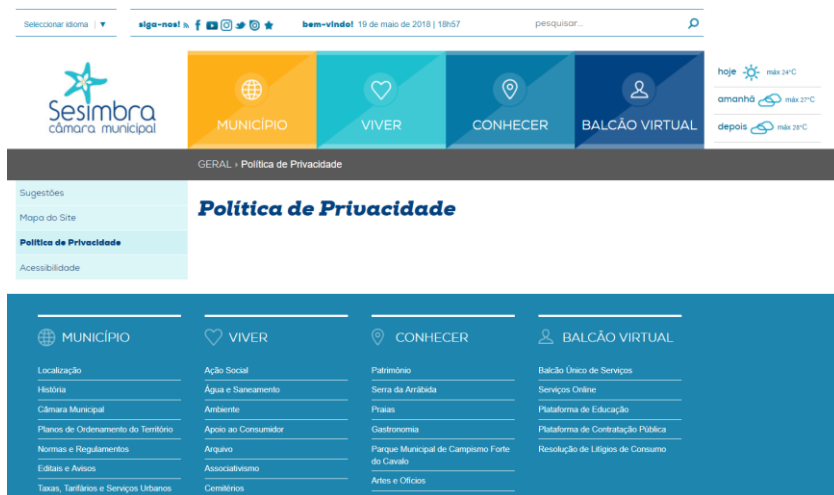 Seleccionar idioma | ▼
siga-nos!
bem-vindo! 19 de maio de 2018 | 18h57
pesquisar...
Sesimbra
câmara municipal
MUNICÍPIO
VIVER
CONHECER
BALCÃO VIRTUAL
hoje máx 24ºC
amanhã máx 27ºC
depois máx 28ºC
GERAL › Política de Privacidade
Sugestões
Mapa do Site
Política de Privacidade
Acessibilidade
Política de Privacidade
MUNICÍPIO
Localização
História
Câmara Municipal
Planos de Ordenamento do Território
Normas e Regulamentos
Editais e Avisos
Taxas, Tarifários e Serviços Urbanos
VIVER
Ação Social
Água e Saneamento
Ambiente
Apoio ao Consumidor
Arquivo
Associativismo
Cemitérios
CONHECER
Património
Serra da Arrábida
Praias
Gastronomia
Parque Municipal de Campismo Forte
do Cavalo
Artes e Ofícios
BALCÃO VIRTUAL
Balcão Único de Serviços
Serviços Online
Plataforma de Educação
Plataforma de Contratação Pública
Resolução de Litígios de Consumo